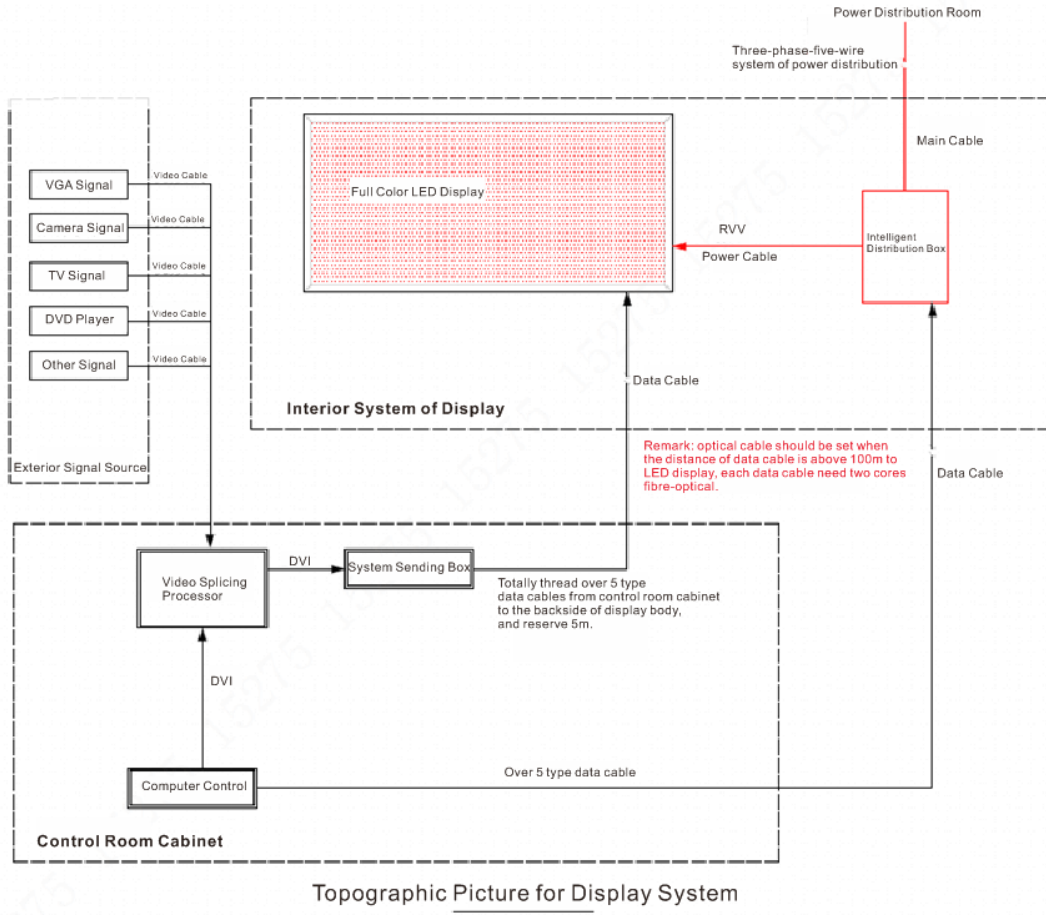 Power Distribution Room
Three-phase-five-wire
system of power distribution
Main Cable
VGA Signal
Video Cable
Camera Signal
Video Cable
TV Signal
Video Cable
DVD Player
Video Cable
Other Signal
Video Cable
Exterior Signal Source
Full Color LED Display
RVV
Power Cable
Intelligent
Distribution Box
Data Cable
Interior System of Display
Remark: optical cable should be set when
the distance of data cable is above 100m to
LED display, each data cable need two cores
fibre-optical.
Data Cable
Video Splicing
Processor
DVI
System Sending Box
Totally thread over 5 type
data cables from control room cabinet
to the backside of display body,
and reserve 5m.
DVI
Computer Control
Over 5 type data cable
Control Room Cabinet
Topographic Picture for Display System
15275 15275 15275 15275 15275